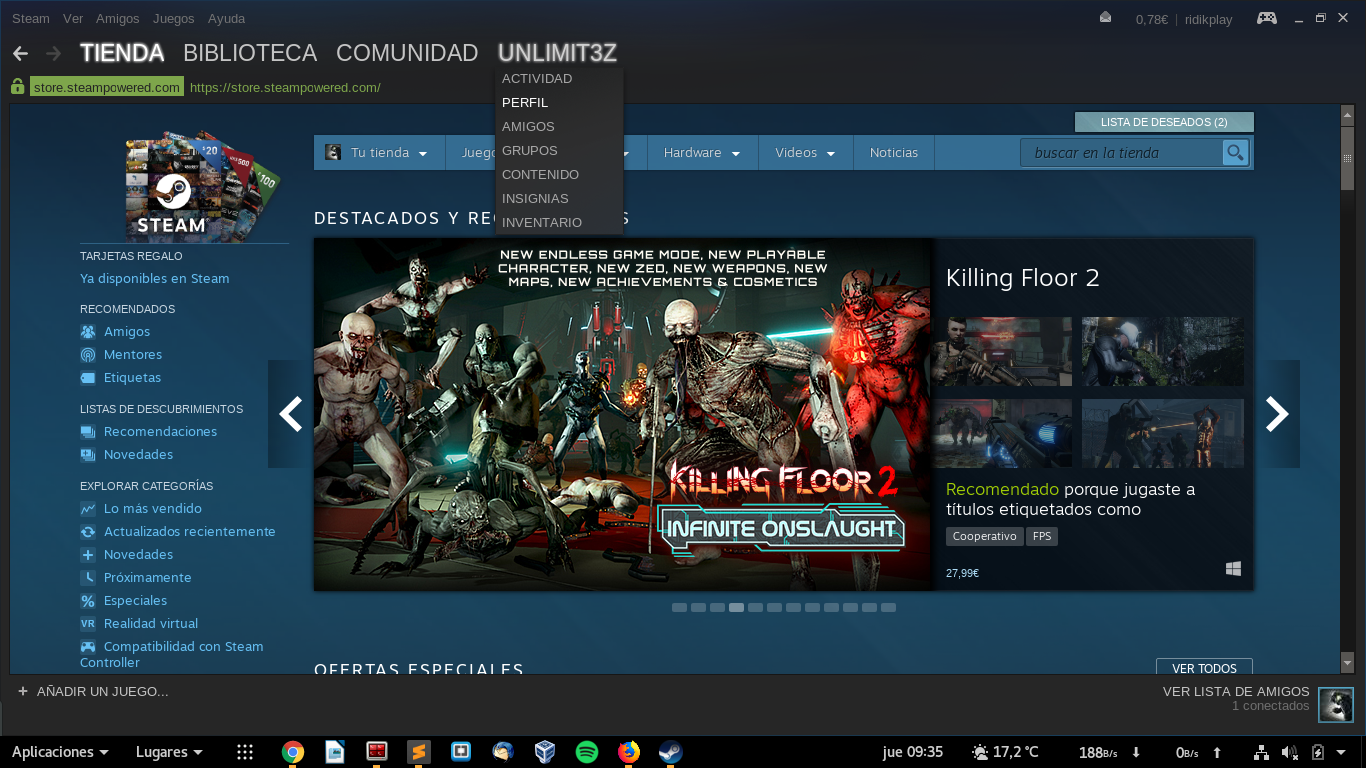 Steam Ver Amigos Juegos Ayuda
0,78€ ridikplay
TIENDA BIBLIOTECA COMUNIDAD UNLIMIT3Z
store.steampowered.com https://store.steampowered.com/
ACTIVIDAD
PERFIL
AMIGOS
GRUPOS
CONTENIDO
INSIGNIAS
INVENTARIO
LISTA DE DESEADOS (2)
Tu tienda Hardware Videos Noticias
buscar en la tienda
$20
$100
STEAM
TARJETAS REGALO
Ya disponibles en Steam
RECOMENDADOS
Amigos
Mentores
Etiquetas
LISTAS DE DESCUBRIMIENTOS
Recomendaciones
Novedades
EXPLORAR CATEGORÍAS
Lo más vendido
Actualizados recientemente
Novedades
Próximamente
Especiales
VR Realidad virtual
Compatibilidad con Steam
Controller
DESTACADOS Y
NEW ENDLESS GAME MODE, NEW PLAYABLE
CHARACTER, NEW ZED, NEW WEAPONS, NEW
MAPS, NEW ACHIEVEMENTS & COSMETICS
KILLING FLOOR 2
INFINITE ONSLAUGHT
Killing Floor 2
Recomendado porque jugaste a
títulos etiquetados como
Cooperativo FPS
27,99€
OFERTAS ESPECIALES
VER TODOS
+ AÑADIR UN JUEGO...
VER LISTA DE AMIGOS
1 conectados
Aplicaciones Lugares jue 09:35 17,2 °C 188B/s 0B/s